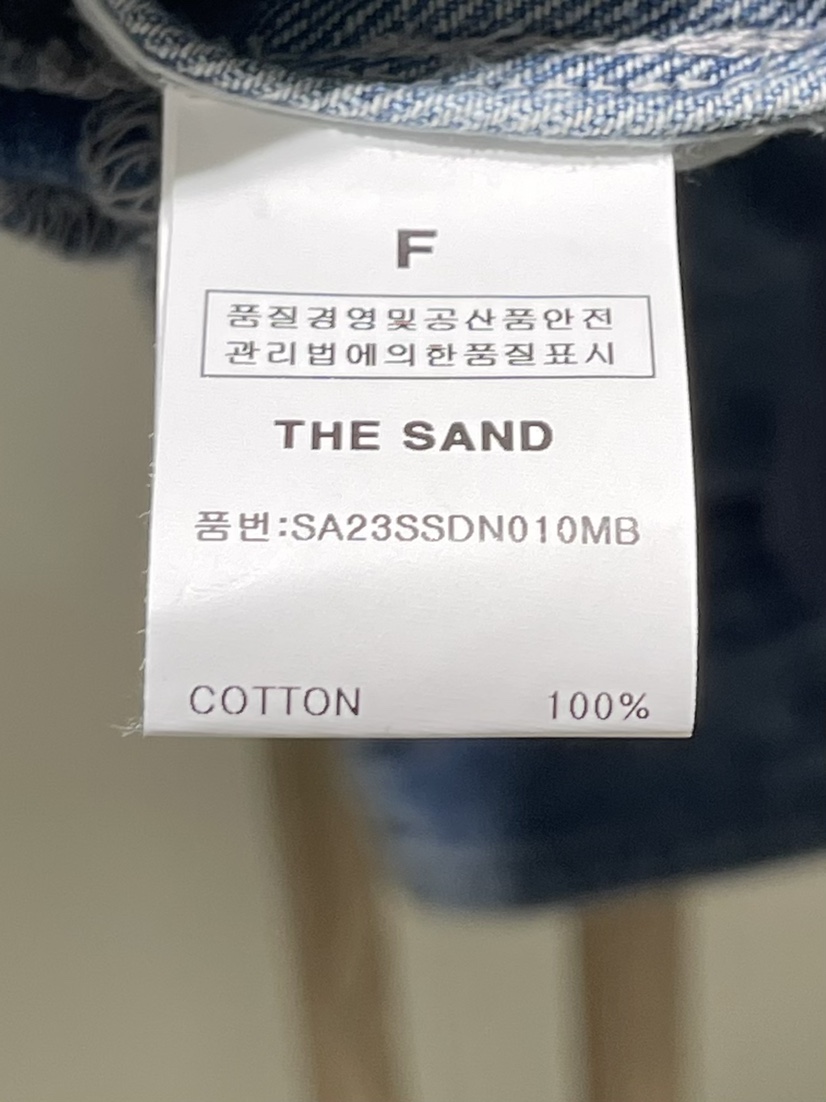 F
품질경영및공산품안전
관리법에의한품질표시
THE SAND
품번:SA23SSDN010MB
COTTON 100%